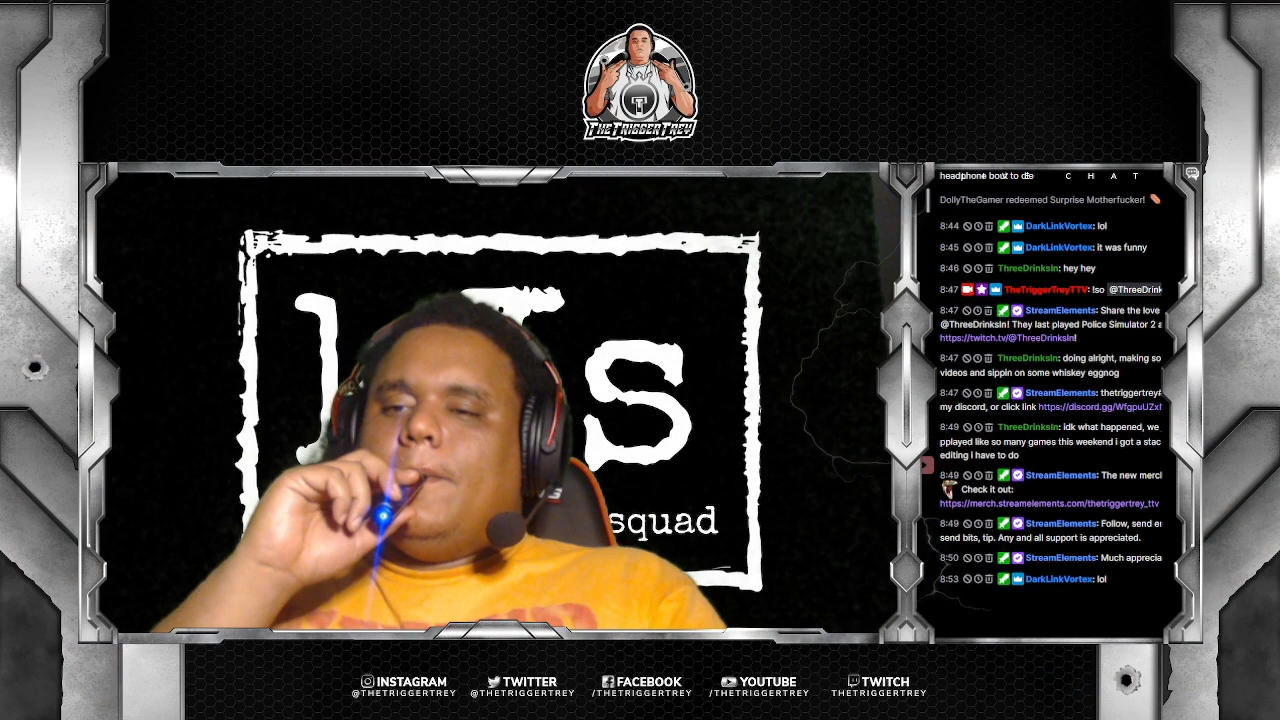 T
THETRIGGERTREY
s
squad
headphone bout to die
C H A T
DollyTheGamer redeemed Surprise Motherfucker!
8:44 DarkLinkVortex: lol
8:45 DarkLinkVortex: it was funny
8:46 ThreeDrinksIn: hey hey
8:47 TheTriggerTreyTTV: !so @ThreeDrink
8:47 StreamElements: Share the love
@ThreeDrinksIn! They last played Police Simulator 2 a
https://twitch.tv/@ThreeDrinksIn!
8:47 ThreeDrinksIn: doing alright, making so
videos and sippin on some whiskey eggnog
8:47 StreamElements: thetriggertrey
my discord, or click link https://discord.gg/WfgpuUZxf
8:49 ThreeDrinksIn: idk what happened, we
pplayed like so many games this weekend i got a stac
editing i have to do
8:49 StreamElements: The new mercl
Check it out:
https://merch.streamelements.com/thetriggertrey_ttv
8:49 StreamElements: Follow, send e
send bits, tip. Any and all support is appreciated.
8:50 StreamElements: Much apprecia
8:53 DarkLinkVortex: lol
INSTAGRAM TWITTER FACEBOOK YOUTUBE TWITCH
@THETRIGGERTREY @THETRIGGERTREY /THETRIGGERTREY /THETRIGGERTREY THETRIGGERTREY